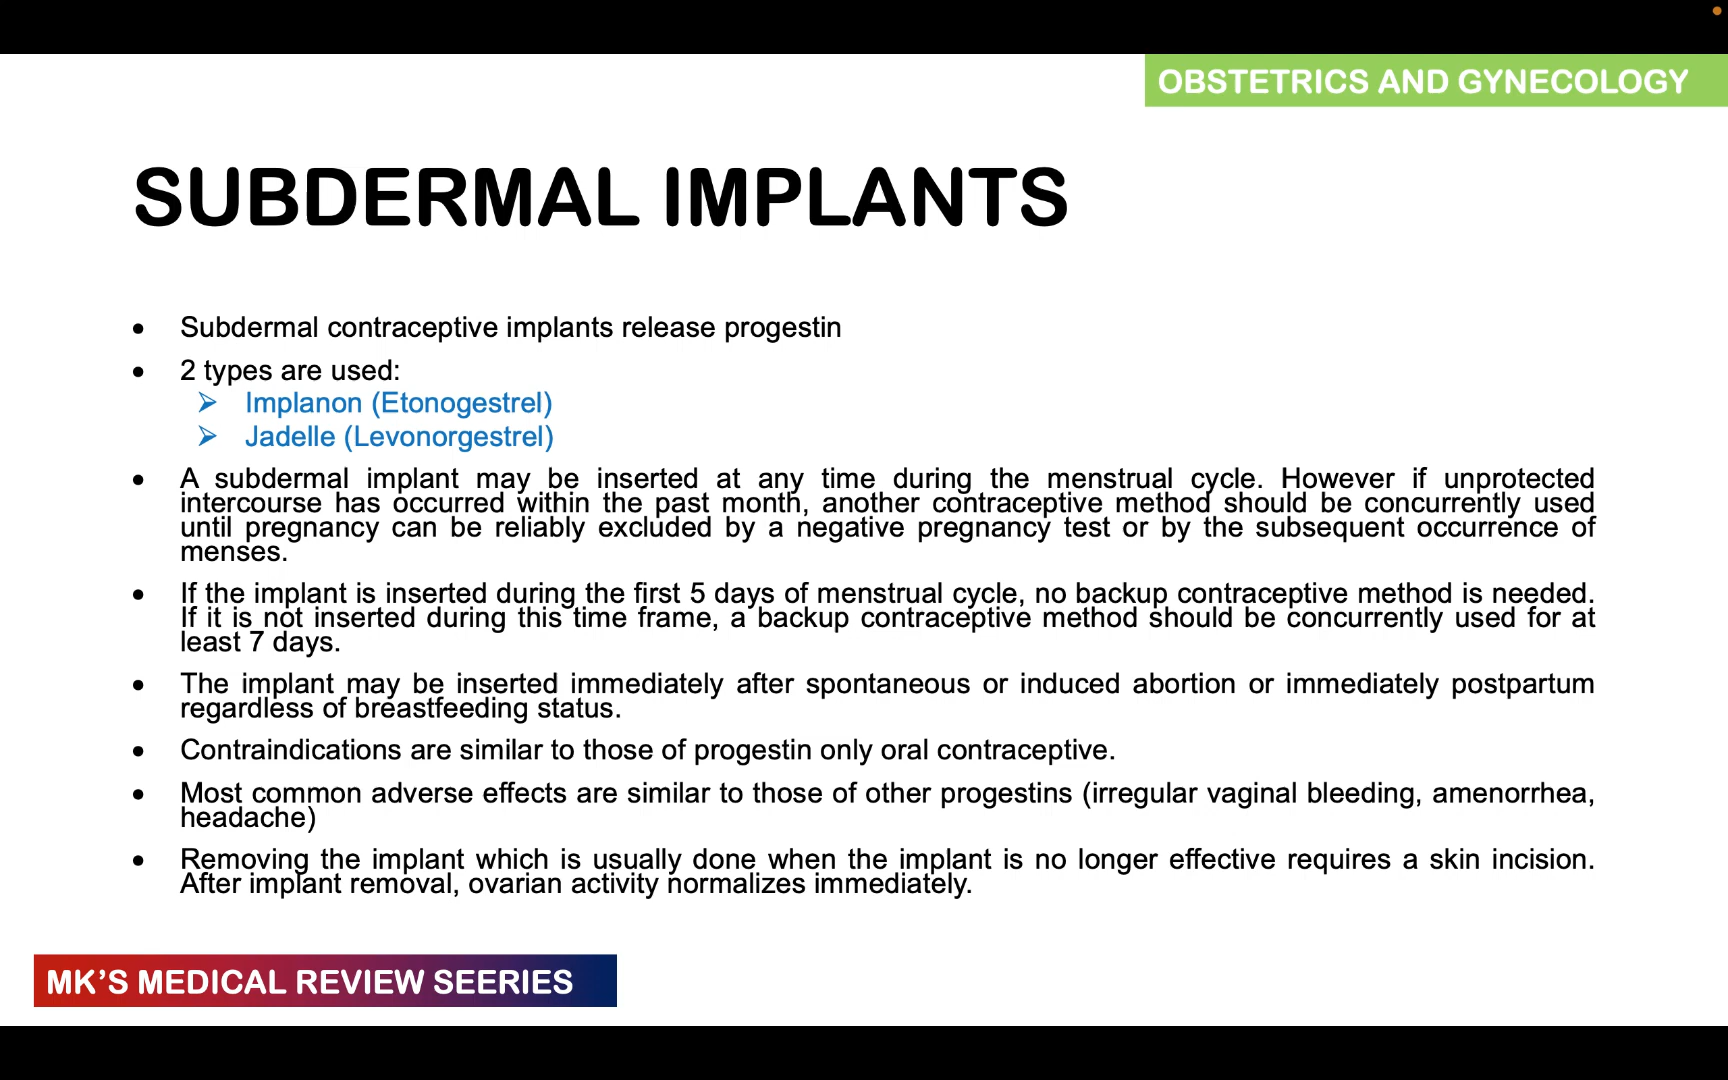 OBSTETRICS AND GYNECOLOGY
SUBDERMAL IMPLANTS
• Subdermal contraceptive implants release progestin
• 2 types are used:
➢ Implanon (Etonogestrel)
➢ Jadelle (Levonorgestrel)
• A subdermal implant may be inserted at any time during the menstrual cycle. However if unprotected
intercourse has occurred within the past month, another contraceptive method should be concurrently used
until pregnancy can be reliably excluded by a negative pregnancy test or by the subsequent occurrence of
menses.
• If the implant is inserted during the first 5 days of menstrual cycle, no backup contraceptive method is needed.
If it is not inserted during this time frame, a backup contraceptive method should be concurrently used for at
least 7 days.
• The implant may be inserted immediately after spontaneous or induced abortion or immediately postpartum
regardless of breastfeeding status.
• Contraindications are similar to those of progestin only oral contraceptive.
• Most common adverse effects are similar to those of other progestins (irregular vaginal bleeding, amenorrhea,
headache)
• Removing the implant which is usually done when the implant is no longer effective requires a skin incision.
After implant removal, ovarian activity normalizes immediately.
MK’S MEDICAL REVIEW SEERIES